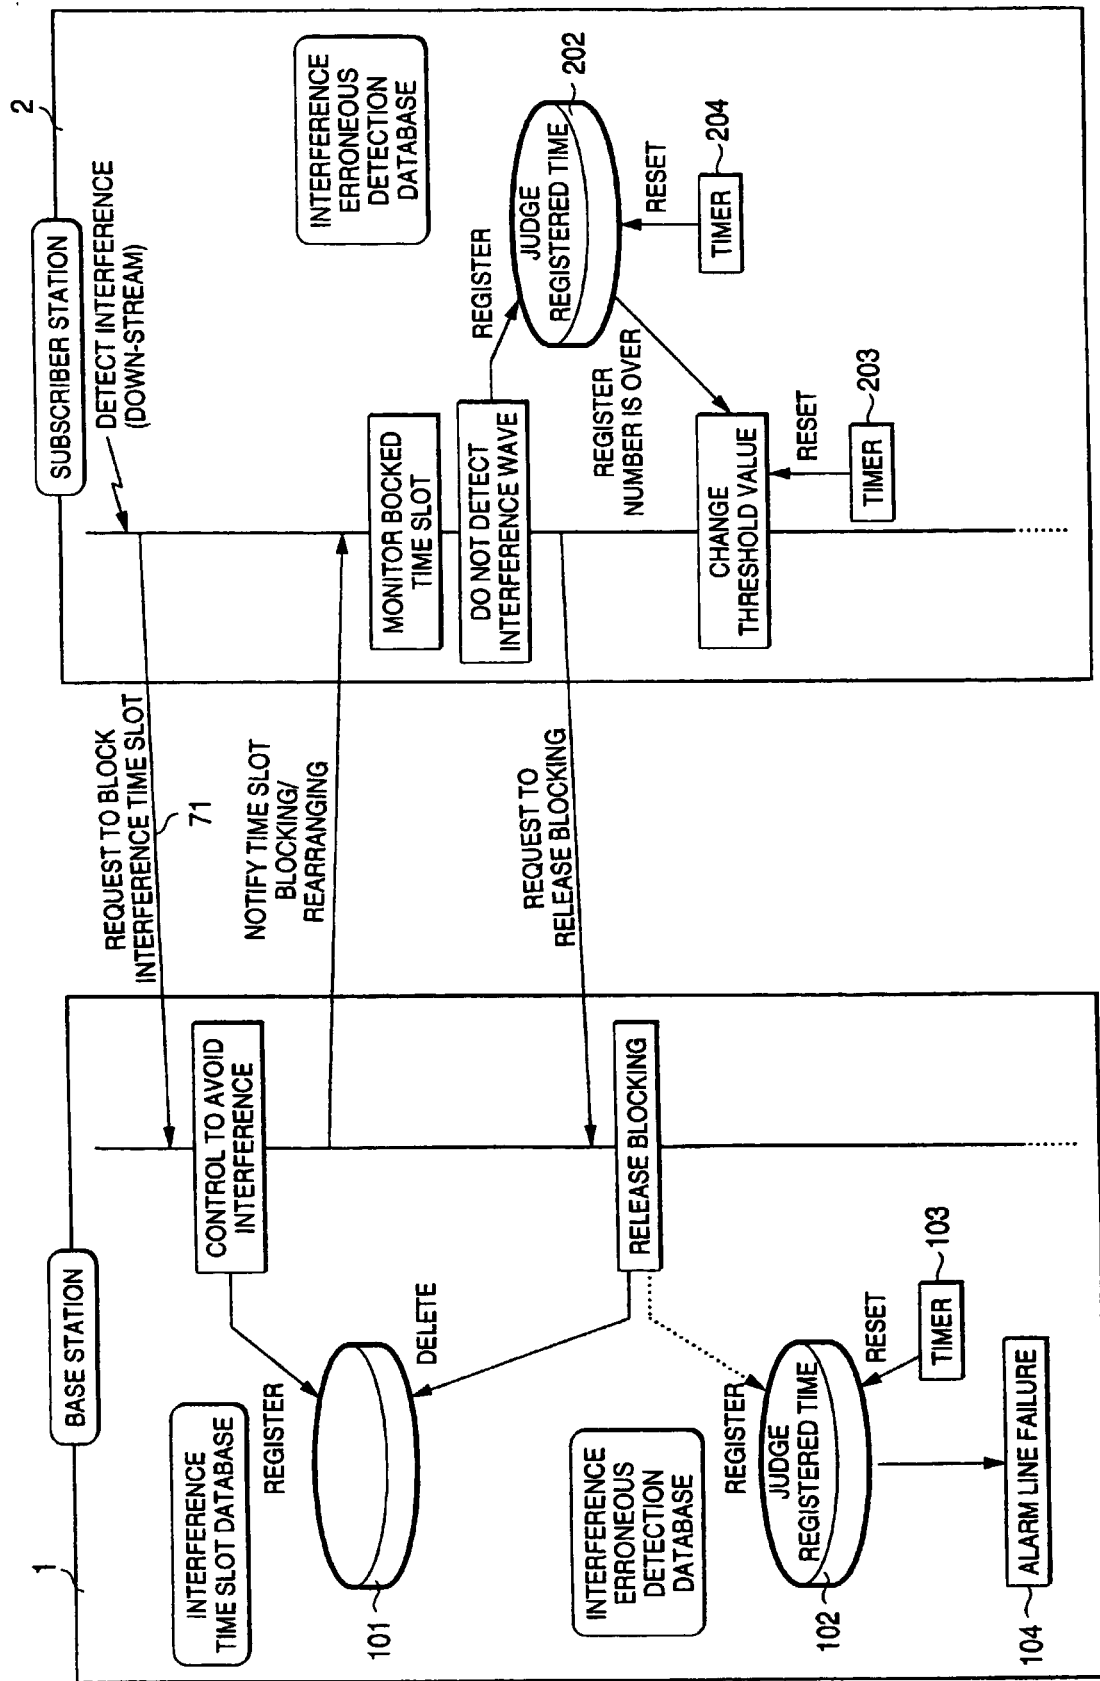 1
BASE STATION
INTERFERENCE
TIME SLOT DATABASE
REGISTER
101
CONTROL TO AVOID
INTERFERENCE
DELETE
INTERFERENCE
ERRONEOUS
DETECTION
DATABASE
RELEASE BLOCKING
REGISTER
JUDGE
REGISTERED TIME
102
RESET
TIMER
103
ALARM LINE FAILURE
104
REQUEST TO BLOCK
INTERFERENCE TIME SLOT
71
NOTIFY TIME SLOT
BLOCKING/
REARRANGING
REQUEST TO
RELEASE BLOCKING
SUBSCRIBER STATION
2
DETECT INTERFERENCE
(DOWN-STREAM)
INTERFERENCE
ERRONEOUS
DETECTION
DATABASE
MONITOR BOCKED
TIME SLOT
DO NOT DETECT
INTERFERENCE WAVE
REGISTER
JUDGE
REGISTERED TIME
202
RESET
TIMER
204
REGISTER
NUMBER IS OVER
CHANGE
THRESHOLD VALUE
RESET
TIMER
203